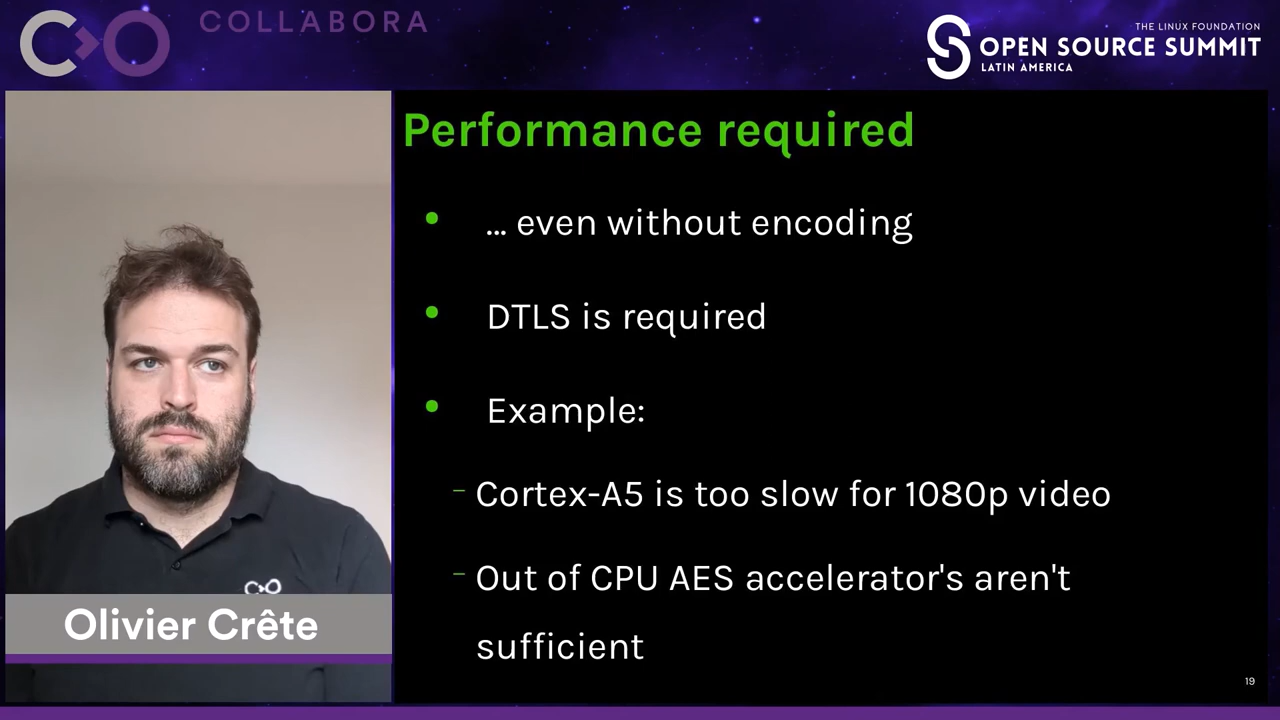 COLLABORA
THE LINUX FOUNDATION
OPEN SOURCE SUMMIT
LATIN AMERICA
Performance required
• … even without encoding
• DTLS is required
• Example:
– Cortex-A5 is too slow for 1080p video
– Out of CPU AES accelerator's aren't
sufficient
Olivier Crête
19